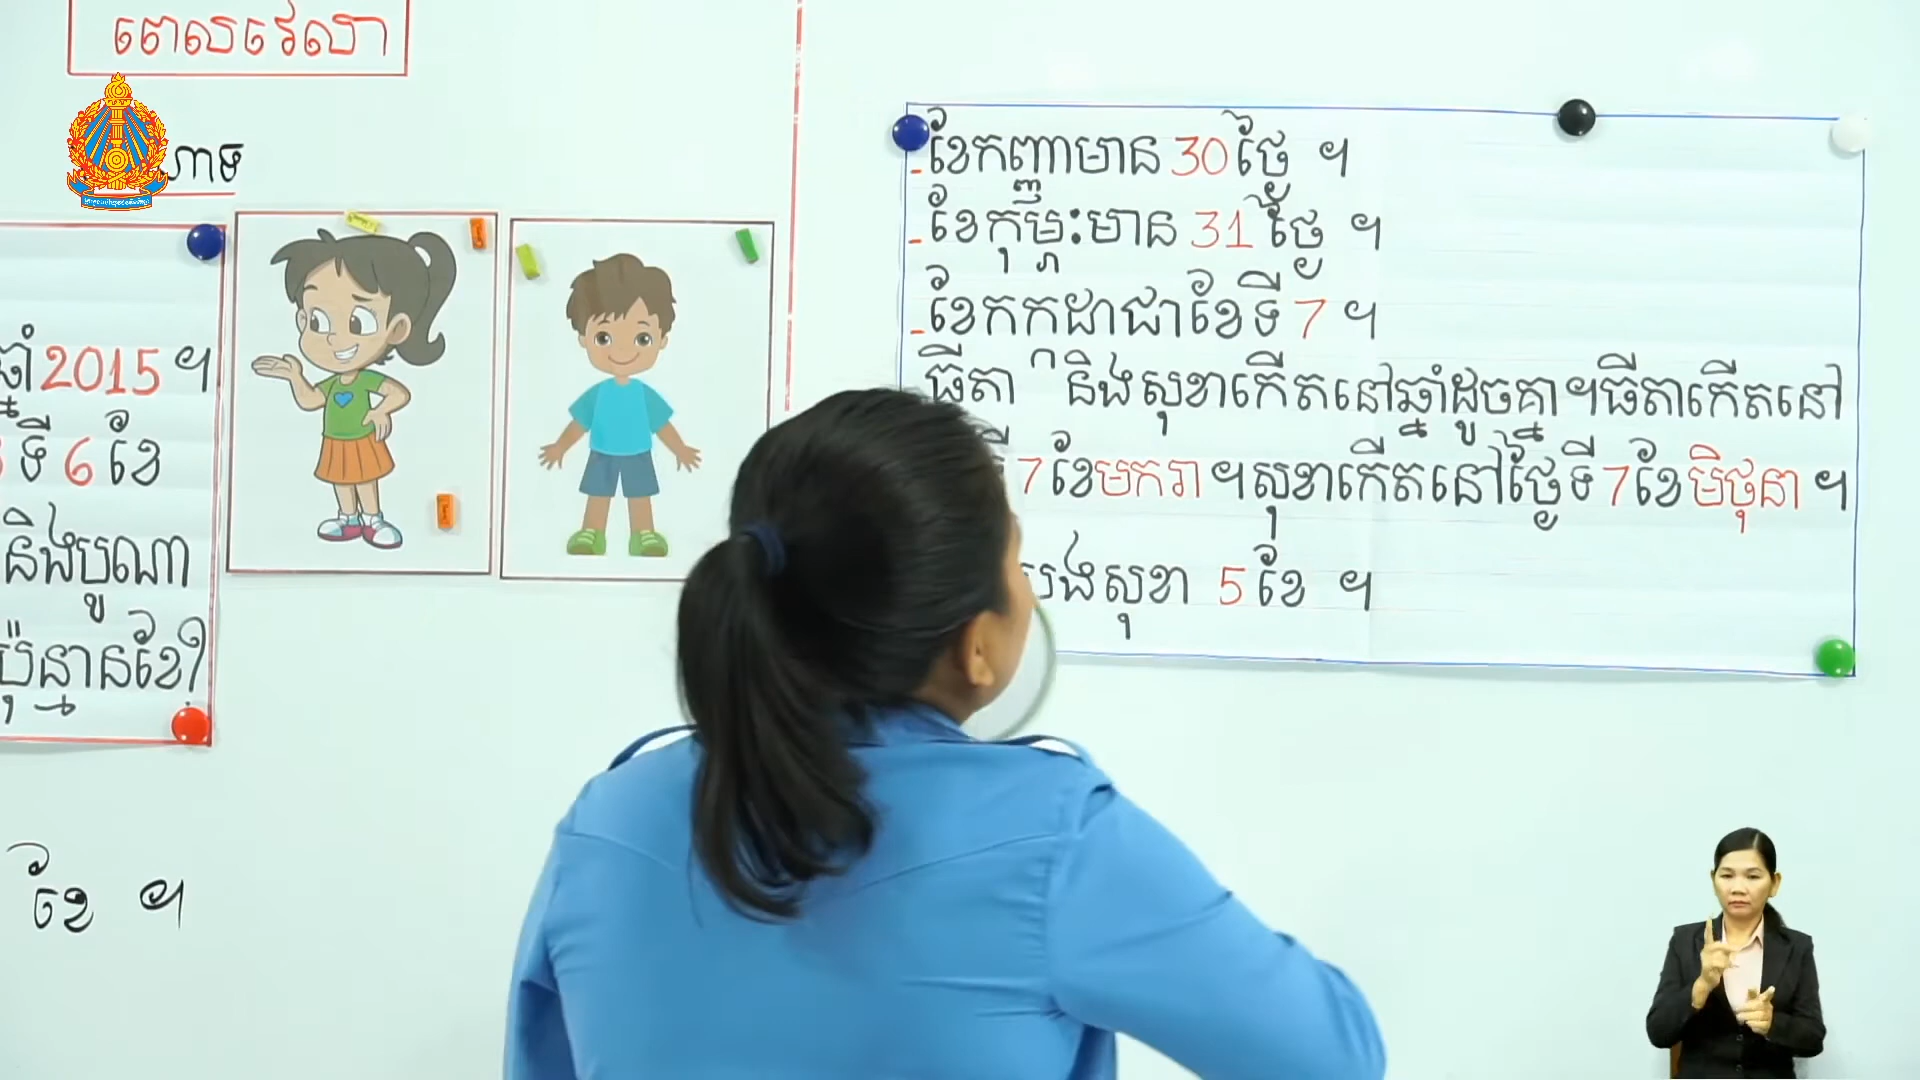 ពេលវេលា
ហាទ
ឆ្នាំ 2015 ។
ទី 6 ខែ
និងបូណា
ប៉ុន្មានខែ?
ខែ ។
-ខែកញ្ញាមាន 30 ថ្ងៃ ។
-ខែកុម្ភៈមាន 31 ថ្ងៃ ។
-ខែកក្កដាជាខែទី 7 ។
ធីតា និងសុខាកើតនៅឆ្នាំដូចគ្នា។ធីតាកើតនៅ
7 ខែមករា ។សុខាកើតនៅថ្ងៃទី 7 ខែមិថុនា ។
បងសុខា 5 ខែ ។